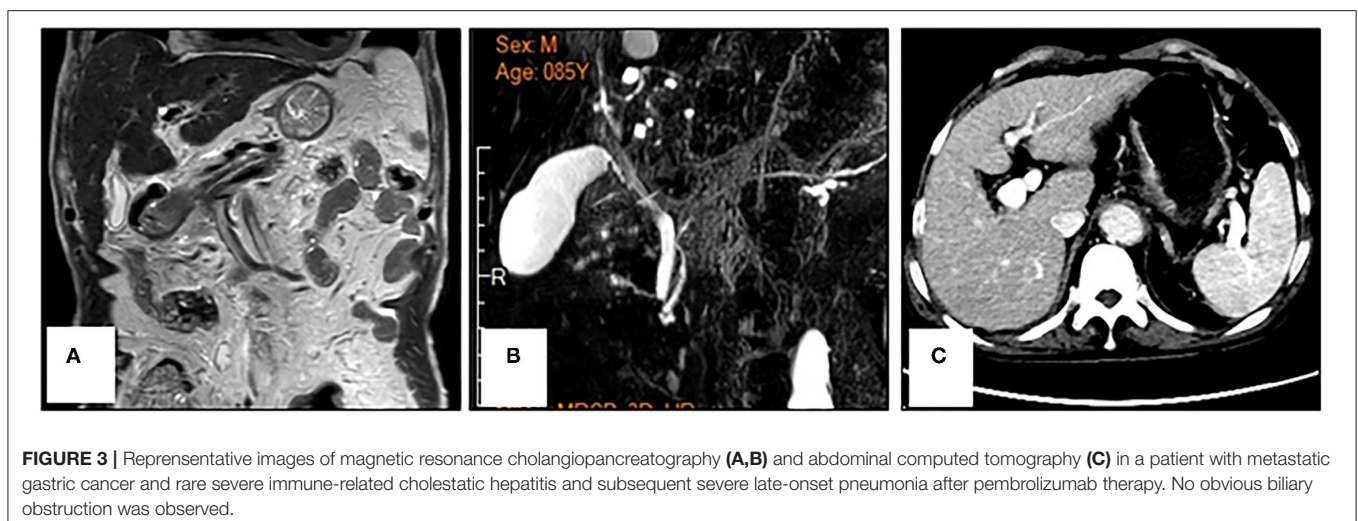 Sex: M
Age: 085Y
R
A
B
C
FIGURE 3 | Reprensentative images of magnetic resonance cholangiopancreatography (A,B) and abdominal computed tomography (C) in a patient with metastatic
gastric cancer and rare severe immune-related cholestatic hepatitis and subsequent severe late-onset pneumonia after pembrolizumab therapy. No obvious biliary
obstruction was observed.